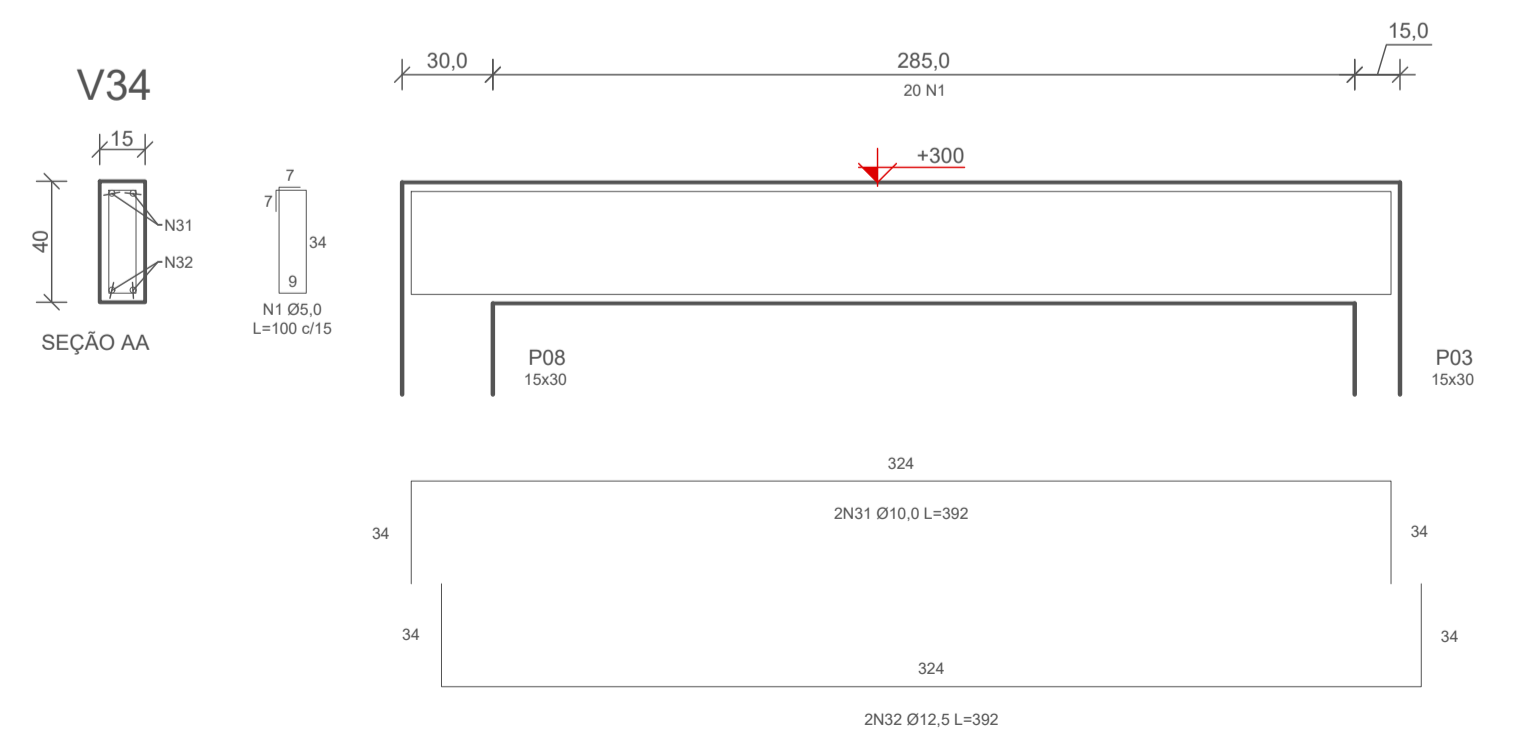 V34
15
40
N31
N32
SEÇÃO AA
7
7
34
9
N1 Ø5,0
L=100 c/15
30,0
285,0
15,0
20 N1
+300
P08
15x30
P03
15x30
324
34
2N31 Ø10,0 L=392
34
34
324
34
2N32 Ø12,5 L=392